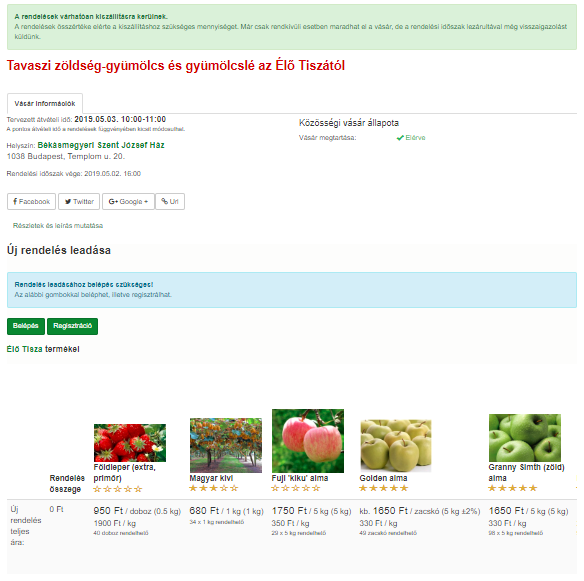 A rendelések várhatóan kiszállításra kerülnek.
A rendelések összértéke elérte a kiszállításhoz szükséges mennyiséget. Már csak rendkívüli esetben maradhat el a vásár, de a rendelési időszak lezárultával még visszaigazolást
küldünk.
Tavaszi zöldség-gyümölcs és gyümölcslé az Élő Tiszától
Vásár információk
Tervezett átvételi idő: 2019.05.03. 10:00-11:00
A pontos átvételi idő a rendelések függvényében kicsit módosulhat.
Helyszín: Békásmegyeri Szent József Ház
1038 Budapest, Templom u. 20.
Rendelési időszak vége: 2019.05.02. 16:00
Közösségi vásár állapota
Vásár megtartása: Elérve
Facebook Twitter Google + Url
Részletek és leírás mutatása
Új rendelés leadása
Rendelés leadásához belépés szükséges!
Az alábbi gombokkal beléphet, illetve regisztrálhat.
Belépés Regisztráció
Élő Tisza termékei
Rendelés
összege
Földieper (extra,
primőr)
Magyar kivi
Fuji 'kiku' alma
Golden alma
Granny Simth (zöld)
alma
Új
rendelés
teljes
ára:
0 Ft
950 Ft / doboz (0.5 kg)
1900 Ft / kg
40 doboz rendelhető
680 Ft / 1 kg (1 kg)
34 x 1 kg rendelhető
1750 Ft / 5 kg (5 kg)
350 Ft / kg
29 x 5 kg rendelhető
kb. 1650 Ft / zacskó (5 kg ±2%)
330 Ft / kg
49 zacskó rendelhető
1650 Ft / 5 kg (5 kg)
330 Ft / kg
98 x 5 kg rendelhető